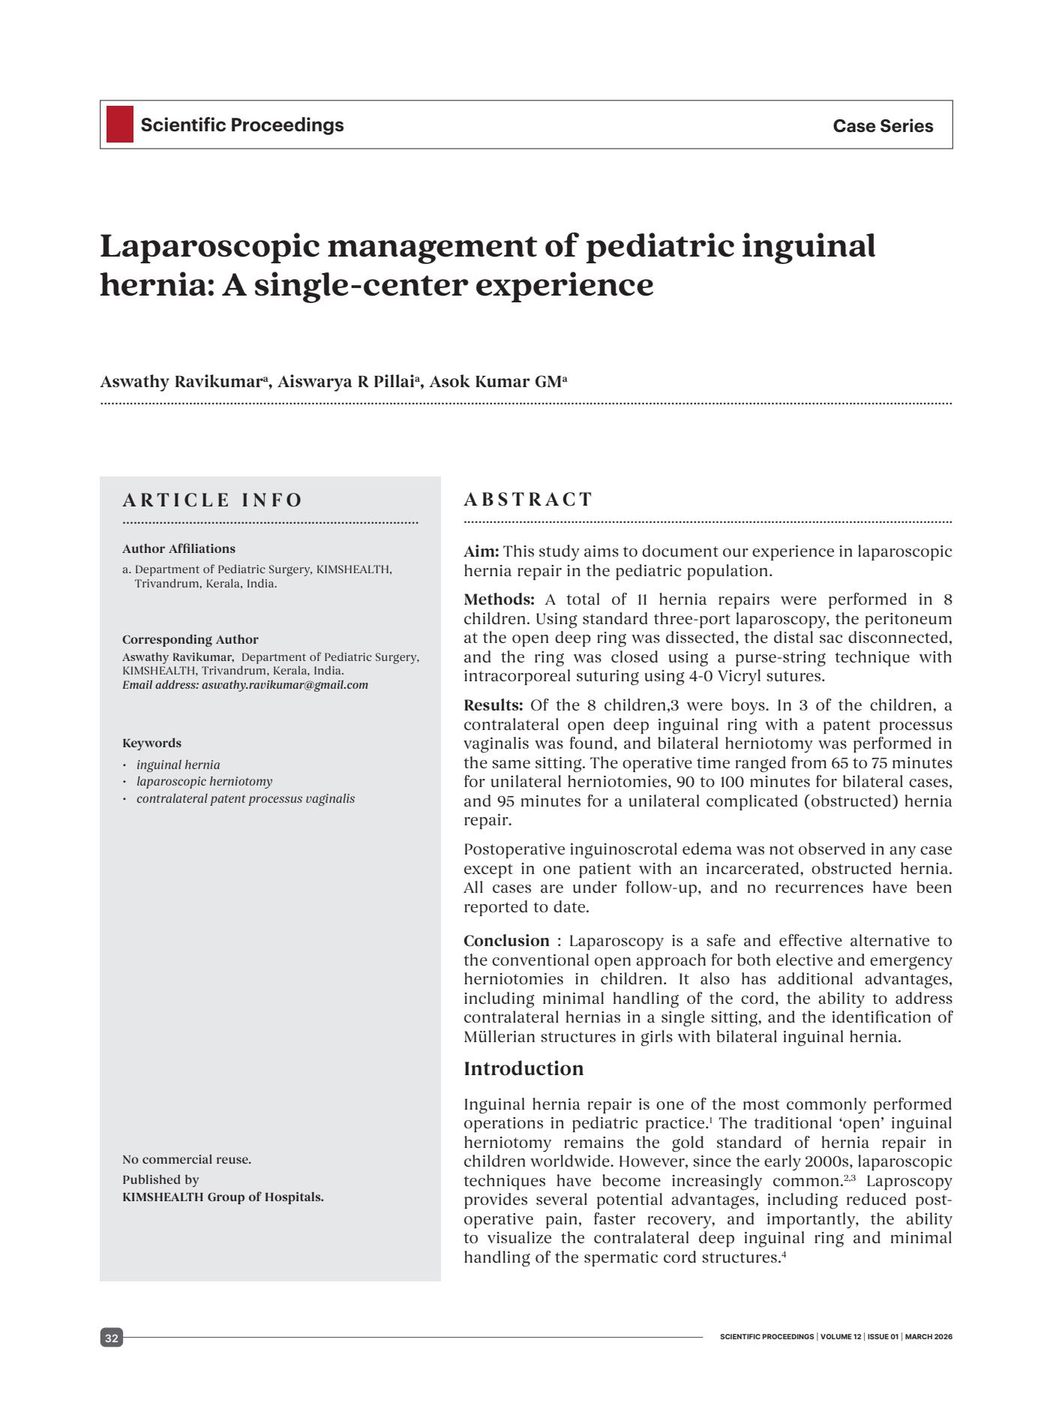 Scientific Proceedings
Case Series
Laparoscopic management of pediatric inguinal
hernia: A single-center experience
Aswathy Ravikumarᵃ, Aiswarya R Pillaiᵃ, Asok Kumar GMᵃ
ARTICLE INFO
Author Affiliations
a. Department of Pediatric Surgery, KIMSHEALTH,
Trivandrum, Kerala, India.
Corresponding Author
Aswathy Ravikumar, Department of Pediatric Surgery,
KIMSHEALTH, Trivandrum, Kerala, India.
Email address: aswathy.ravikumar@gmail.com
Keywords
• inguinal hernia
• laparoscopic herniotomy
• contralateral patent processus vaginalis
No commercial reuse.
Published by
KIMSHEALTH Group of Hospitals.
ABSTRACT
Aim: This study aims to document our experience in laparoscopic
hernia repair in the pediatric population.
Methods: A total of 11 hernia repairs were performed in 8
children. Using standard three-port laparoscopy, the peritoneum
at the open deep ring was dissected, the distal sac disconnected,
and the ring was closed using a purse-string technique with
intracorporeal suturing using 4-0 Vicryl sutures.
Results: Of the 8 children,3 were boys. In 3 of the children, a
contralateral open deep inguinal ring with a patent processus
vaginalis was found, and bilateral herniotomy was performed in
the same sitting. The operative time ranged from 65 to 75 minutes
for unilateral herniotomies, 90 to 100 minutes for bilateral cases,
and 95 minutes for a unilateral complicated (obstructed) hernia
repair.
Postoperative inguinoscrotal edema was not observed in any case
except in one patient with an incarcerated, obstructed hernia.
All cases are under follow-up, and no recurrences have been
reported to date.
Conclusion : Laparoscopy is a safe and effective alternative to
the conventional open approach for both elective and emergency
herniotomies in children. It also has additional advantages,
including minimal handling of the cord, the ability to address
contralateral hernias in a single sitting, and the identification of
Müllerian structures in girls with bilateral inguinal hernia.
Introduction
Inguinal hernia repair is one of the most commonly performed
operations in pediatric practice.¹ The traditional ‘open’ inguinal
herniotomy remains the gold standard of hernia repair in
children worldwide. However, since the early 2000s, laparoscopic
techniques have become increasingly common.²,³ Laproscopy
provides several potential advantages, including reduced post-
operative pain, faster recovery, and importantly, the ability
to visualize the contralateral deep inguinal ring and minimal
handling of the spermatic cord structures.⁴
32
SCIENTIFIC PROCEEDINGS | VOLUME 12 | ISSUE 01 | MARCH 2026